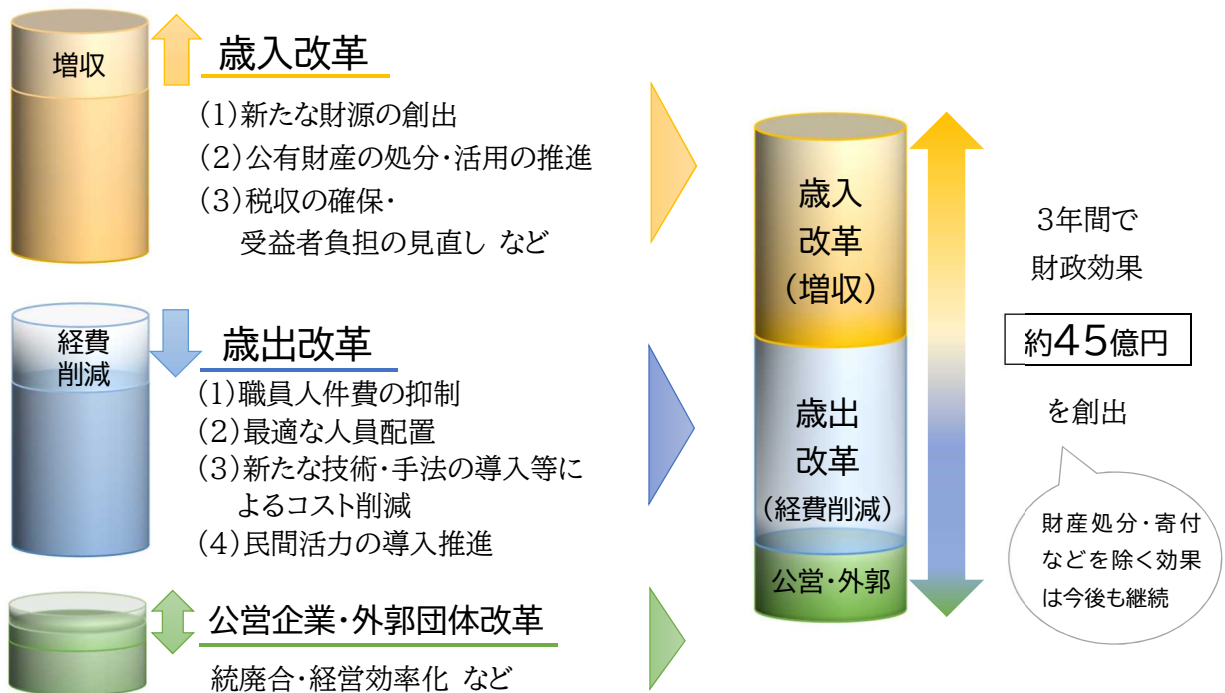 増収
歳入改革
(1)新たな財源の創出
(2)公有財産の処分・活用の推進
(3)税収の確保・
受益者負担の見直し など
経費
削減
歳出改革
(1)職員人件費の抑制
(2)最適な人員配置
(3)新たな技術・手法の導入等に
よるコスト削減
(4)民間活力の導入推進
公営企業・外郭団体改革
統廃合・経営効率化 など
歳入
改革
(増収)
歳出
改革
(経費削減)
公営・外郭
3年間で
財政効果
約45億円
を創出
財産処分・寄付
などを除く効果
は今後も継続